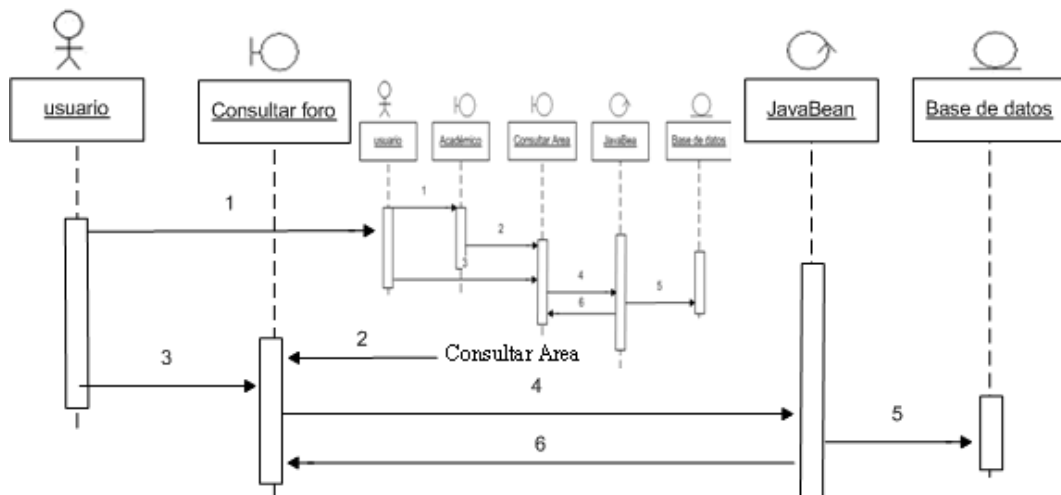 usuario
Consultar foro
JavaBean
Base de datos
usuario
Académico
Consultar Area
JavaBea
Base de datos
1
1
2
3
4
5
6
2
Consultar Area
3
4
5
6